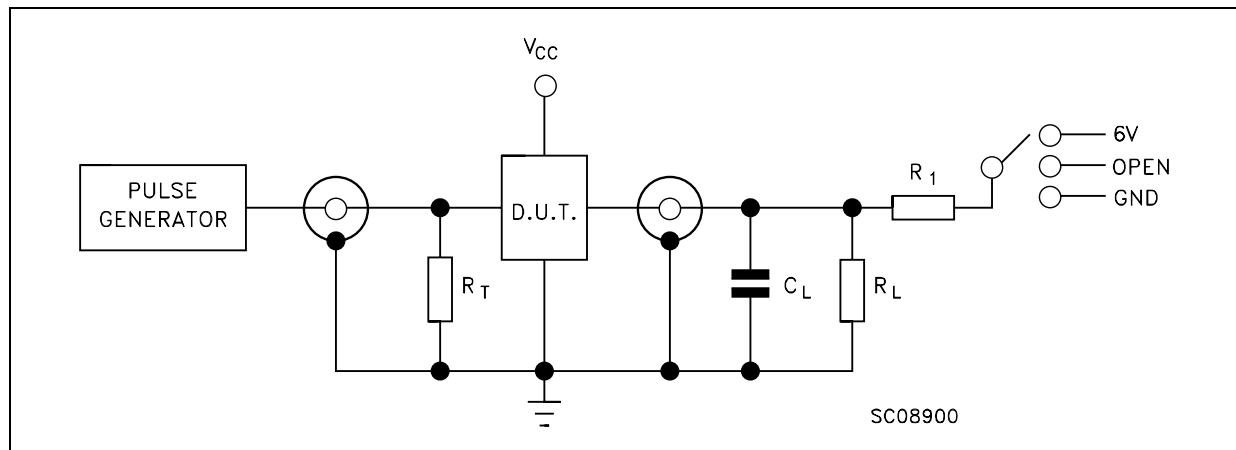 VCC
PULSE
GENERATOR
D.U.T.
RT
CL
RL
R1
6V
OPEN
GND
SC08900